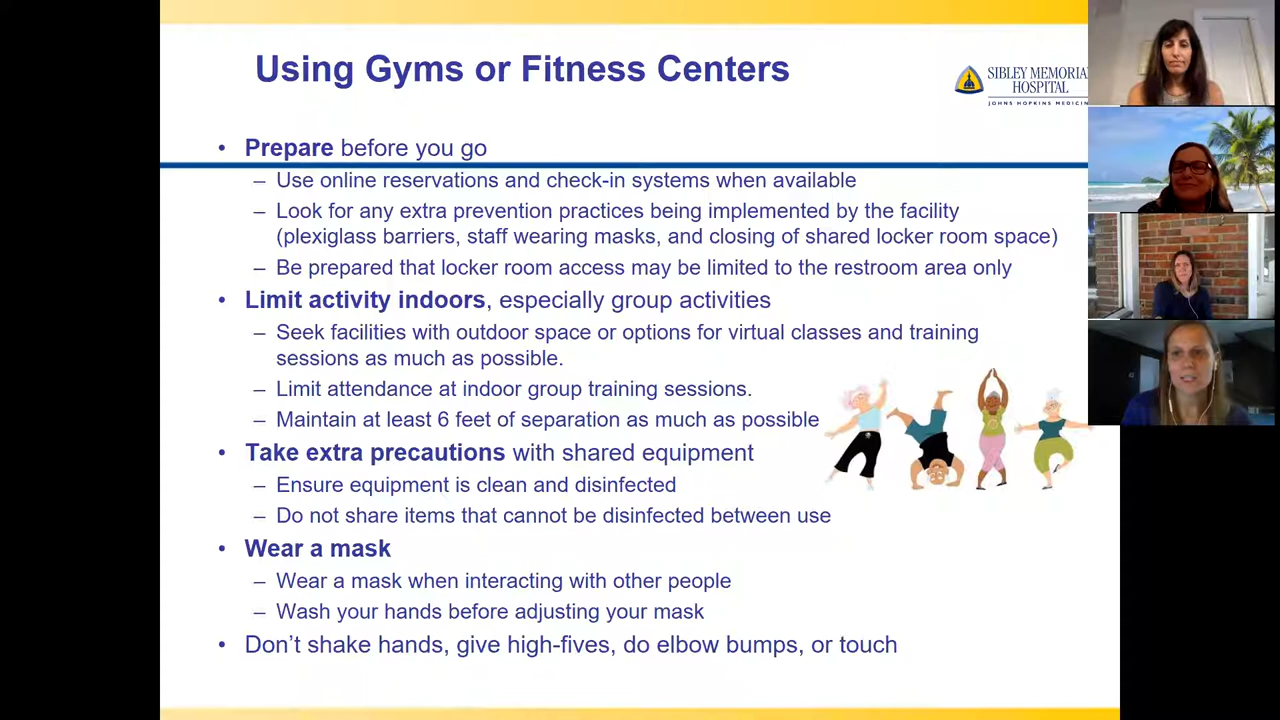 Using Gyms or Fitness Centers
SIBLEY MEMORIAL
HOSPITAL
JOHNS HOPKINS MEDICINE
• Prepare before you go
– Use online reservations and check-in systems when available
– Look for any extra prevention practices being implemented by the facility
(plexiglass barriers, staff wearing masks, and closing of shared locker room space)
– Be prepared that locker room access may be limited to the restroom area only
• Limit activity indoors, especially group activities
– Seek facilities with outdoor space or options for virtual classes and training
sessions as much as possible.
– Limit attendance at indoor group training sessions.
– Maintain at least 6 feet of separation as much as possible
• Take extra precautions with shared equipment
– Ensure equipment is clean and disinfected
– Do not share items that cannot be disinfected between use
• Wear a mask
– Wear a mask when interacting with other people
– Wash your hands before adjusting your mask
• Don’t shake hands, give high-fives, do elbow bumps, or touch